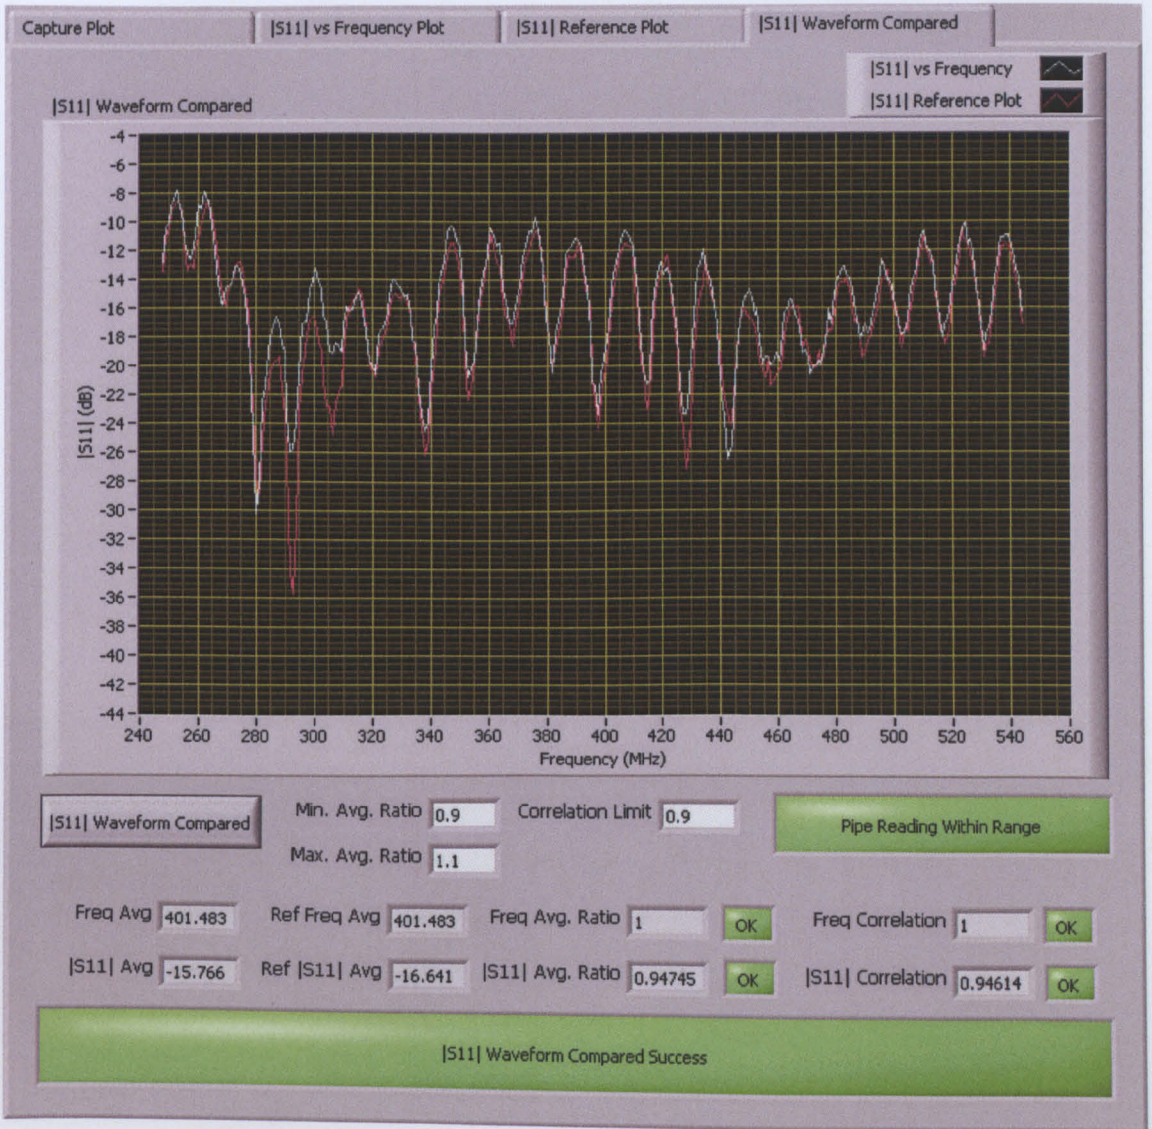 Capture Plot
|S11| vs Frequency Plot
|S11| Reference Plot
|S11| Waveform Compared
|S11| vs Frequency
|S11| Reference Plot
|S11| Waveform Compared
-4
-6
-8
-10
-12
-14
-16
-18
-20
-22
-24
-26
-28
-30
-32
-34
-36
-38
-40
-42
-44
|S11| (dB)
240 260 280 300 320 340 360 380 400 420 440 460 480 500 520 540 560
Frequency (MHz)
|S11| Waveform Compared
Min. Avg. Ratio 0.9
Correlation Limit 0.9
Pipe Reading Within Range
Max. Avg. Ratio 1.1
Freq Avg 401.483 Ref Freq Avg 401.483 Freq Avg. Ratio 1 OK Freq Correlation 1 OK
|S11| Avg -15.766 Ref |S11| Avg -16.641 |S11| Avg. Ratio 0.94745 OK |S11| Correlation 0.94614 OK
|S11| Waveform Compared Success